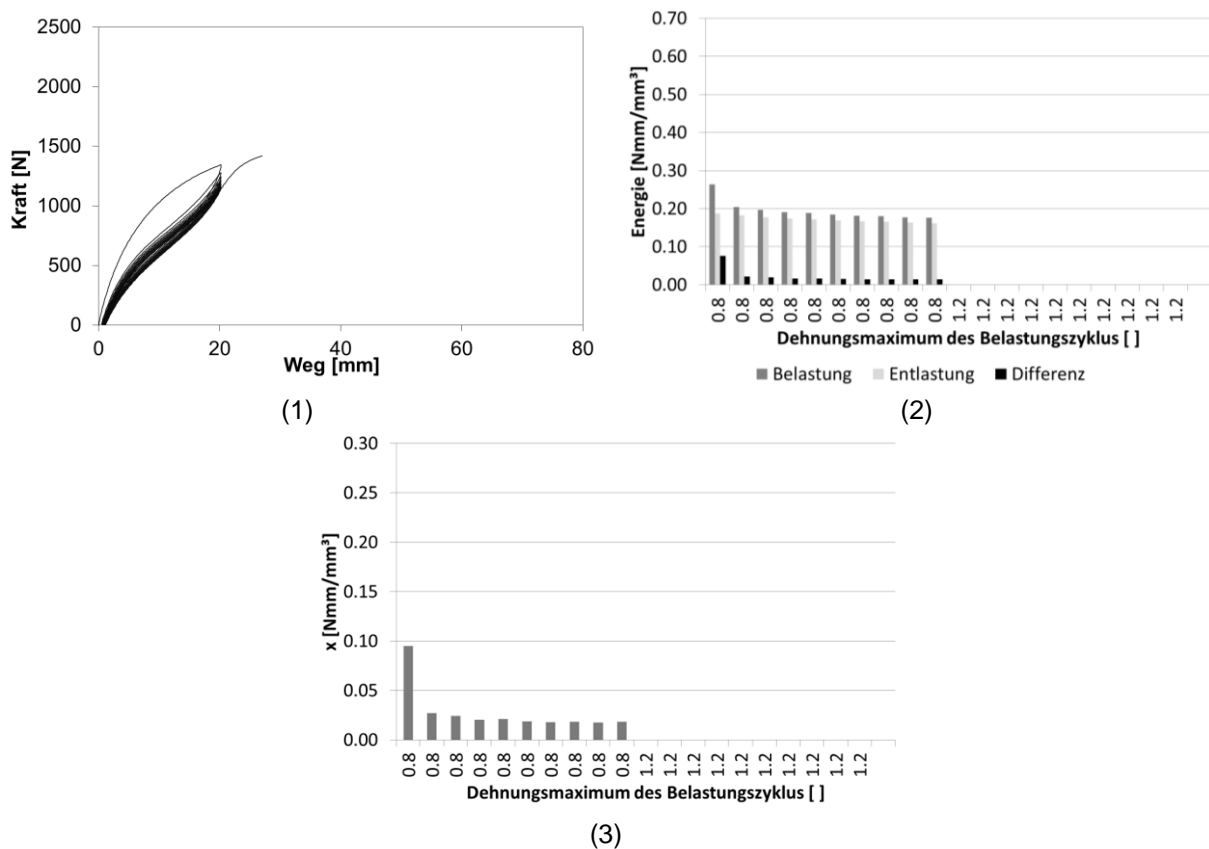 2500
2000
1500
1000
500
0
Kraft [N]
0 20 40 60 80
Weg [mm]
(1)
0.70
0.60
0.50
0.40
0.30
0.20
0.10
0.00
Energie [Nmm/mm³]
0.8 0.8 0.8 0.8 0.8 0.8 0.8 0.8 0.8 0.8 1.2 1.2 1.2 1.2 1.2 1.2 1.2 1.2 1.2 1.2
Dehnungsmaximum des Belastungszyklus [ ]
Belastung Entlastung Differenz
(2)
0.30
0.25
0.20
0.15
0.10
0.05
0.00
x [Nmm/mm³]
0.8 0.8 0.8 0.8 0.8 0.8 0.8 0.8 0.8 0.8 1.2 1.2 1.2 1.2 1.2 1.2 1.2 1.2 1.2 1.2
Dehnungsmaximum des Belastungszyklus [ ]
(3)